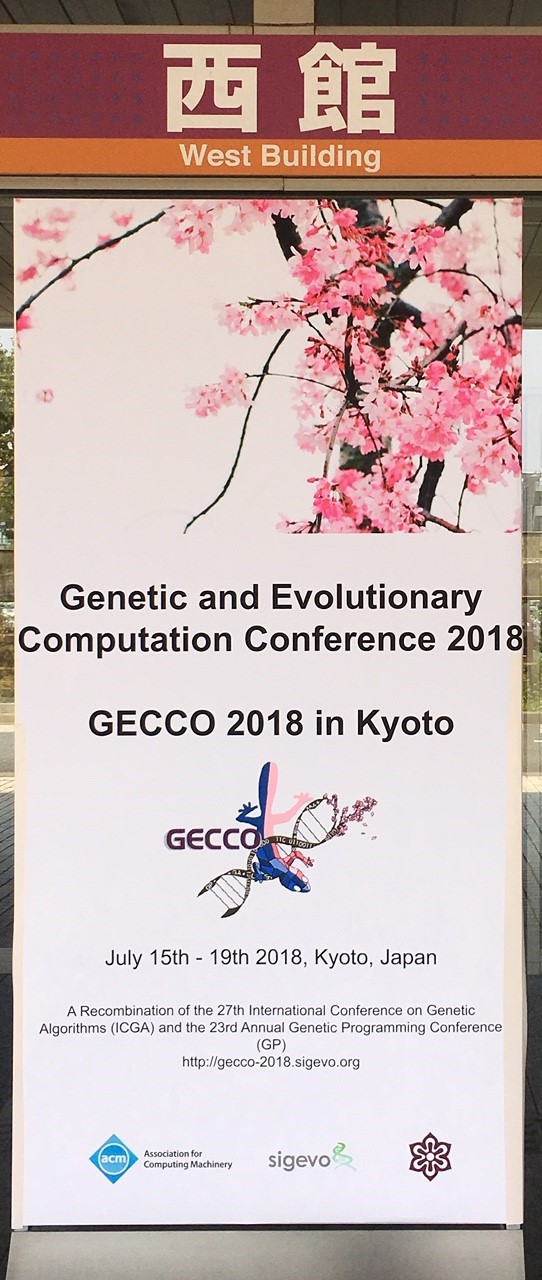 西館
West Building
Genetic and Evolutionary
Computation Conference 2018
GECCO 2018 in Kyoto
GECCO
July 15th - 19th 2018, Kyoto, Japan
A Recombination of the 27th International Conference on Genetic
Algorithms (ICGA) and the 23rd Annual Genetic Programming Conference
(GP)
http://gecco-2018.sigevo.org
acm
Association for
Computing Machinery
sigevo